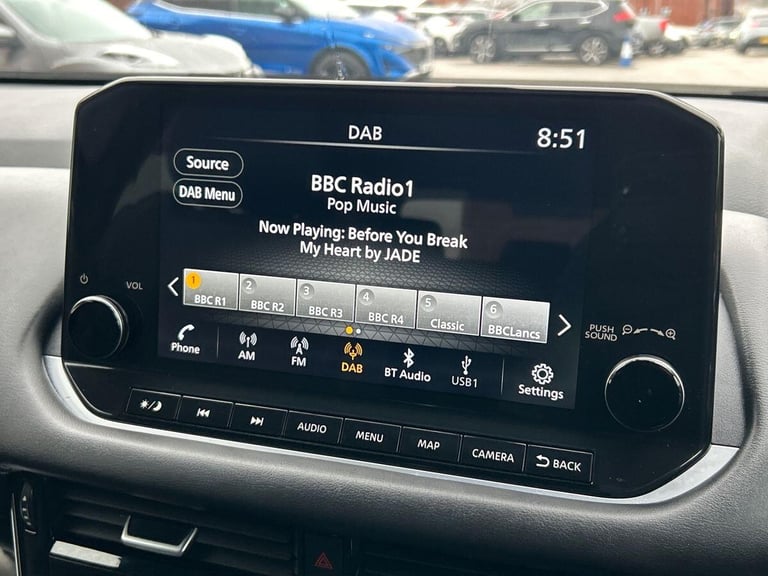 DAB
8:51
Source
DAB Menu
BBC Radio1
Pop Music
Now Playing: Before You Break
My Heart by JADE
1 2 3 4 5 6
BBC R1 BBC R2 BBC R3 BBC R4 Classic BBCLancs
VOL
PUSH
SOUND
Phone AM FM DAB BT Audio USB1 Settings
AUDIO MENU MAP CAMERA BACK